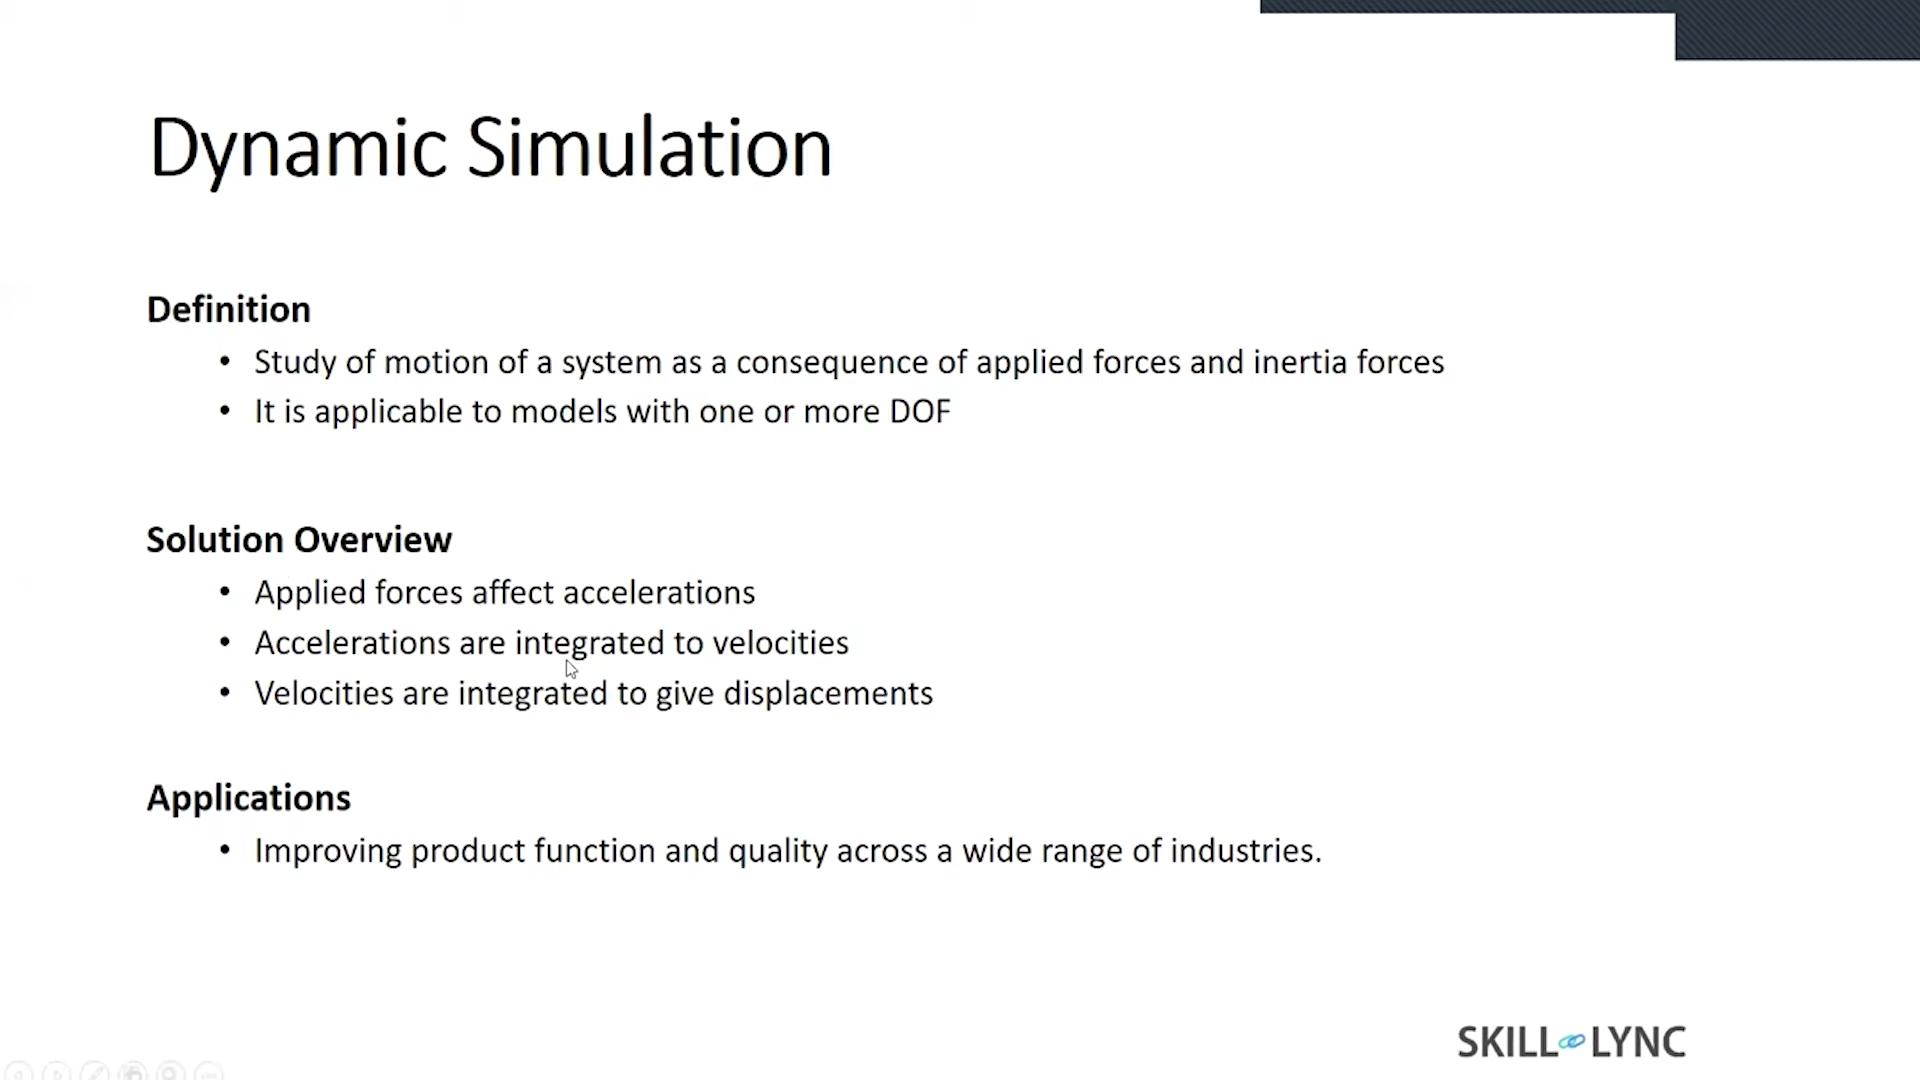 Dynamic Simulation
Definition
• Study of motion of a system as a consequence of applied forces and inertia forces
• It is applicable to models with one or more DOF
Solution Overview
• Applied forces affect accelerations
• Accelerations are integrated to velocities
• Velocities are integrated to give displacements
Applications
• Improving product function and quality across a wide range of industries.
SKILL LYNC